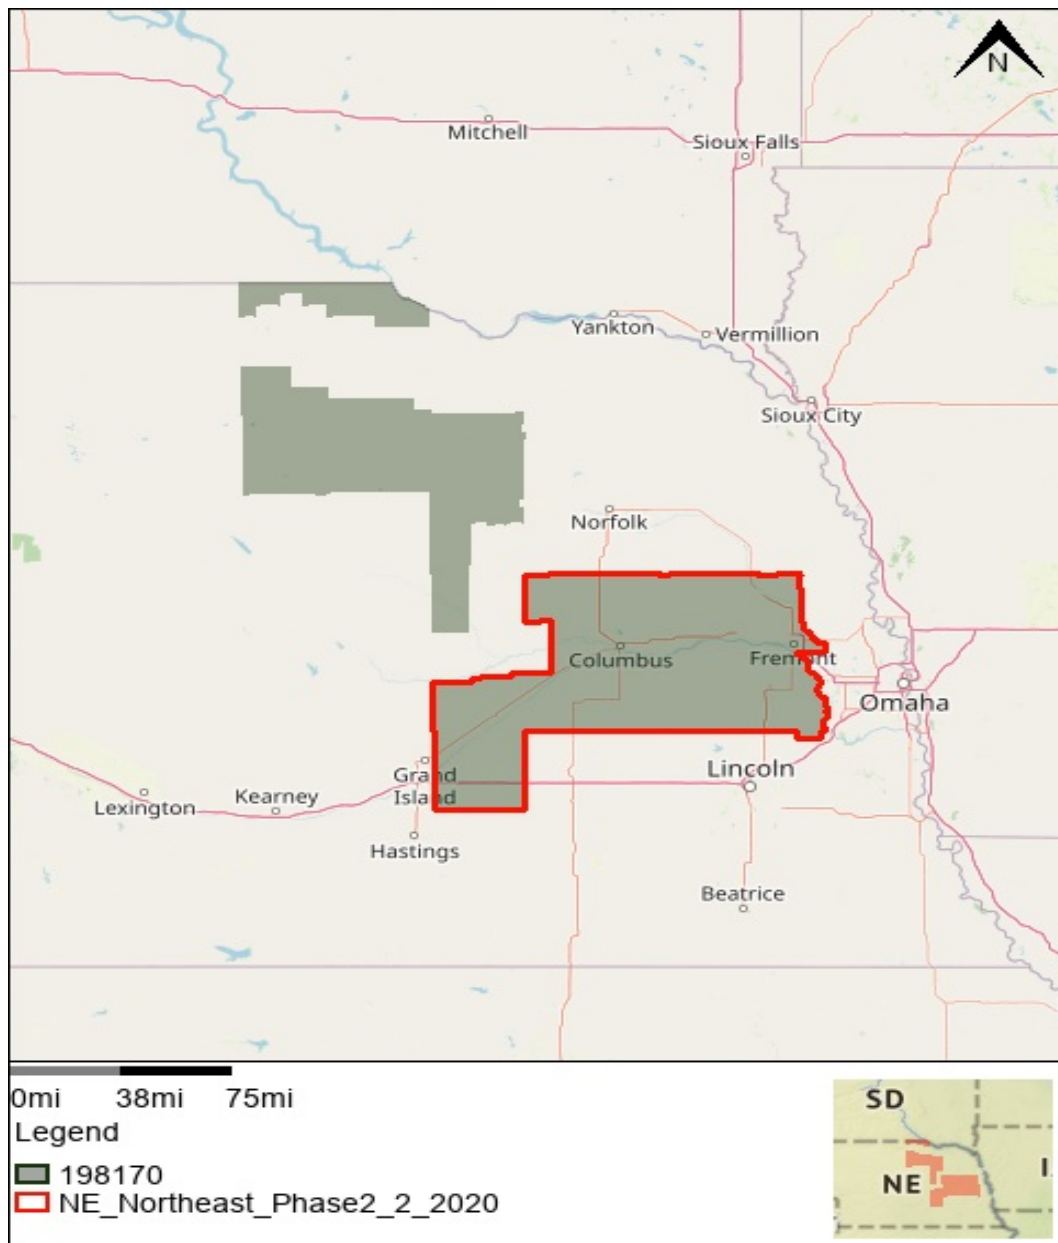 N
Mitchell
Sioux Falls
Yankton
Vermillion
Sioux City
Norfolk
Columbus
Fremont
Omaha
Grand
Island
Lincoln
Lexington
Kearney
Hastings
Beatrice
0mi 38mi 75mi
Legend
198170
NE_Northeast_Phase2_2_2020
SD
NE